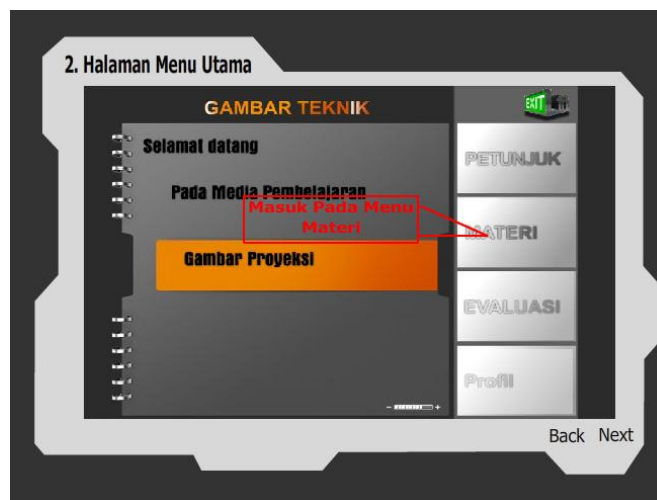 2. Halaman Menu Utama
GAMBAR TEKNIK
EXIT
Selamat datang
Pada Media Pembelajaran
Gambar Proyeksi
Masuk Pada Menu
Materi
PETUNJUK
MATERI
EVALUASI
Profil
- +
Back Next